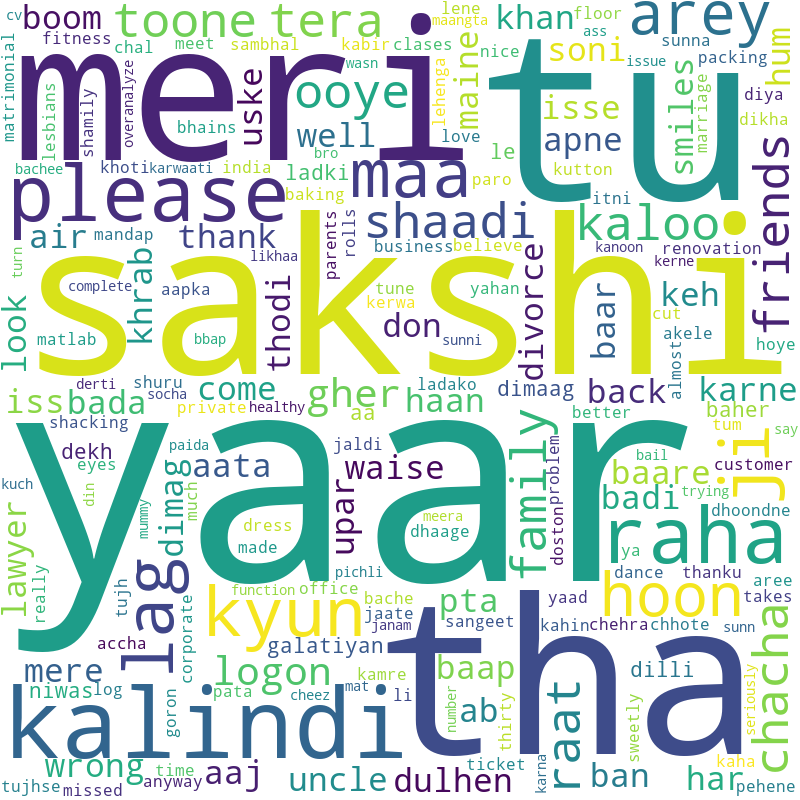 cv boom toone tera lene khan floor arey
matrimonial fitness chal meet sambhal kabir clases ass nice sunna packing hum
meri tu
lesbians shamily overanalyze bhains uske ooye wasn lehenga maangta maine soni issue smiles marriage diya dikha
well love isse apne
bachee khoti karwaati india ladki bro paro le kutton
please baking maa itni friends
air mandap thank parents rolls shaadi kaloo
turn likhaa business believe kanoon renovation
sakshi
look complete khrab aapka thodi tune yahan kerwa don divorce baar keh kerne
matlab bbap sunni cut akele almost hoye
derti shuru socha come gher haan ladako dimaag back karne
iss bada private healthy aa better tum baher say
shacking
yaar
dekh eyes paida aata jaldi waise family problem doston baare bail ji customer
kuch din mummy dimag much dress made upar meera dhaage badi trying dhoondne
lawyer really raha ya
function office pichli dance thanku aree
tujh lag corporate kyun bache pta yaad hoon takes
accha jaate janam sangeet kahin chehra chhote sunn
tha
mere galatiyan baap dilli chacha seriously
niwas log goron logon pata kamre cheez mat li ab number thirty raat sweetly
kalindi
wrong time aaj uncle dulhen ticket karna ban har kaha
tujhse missed anyway pehene